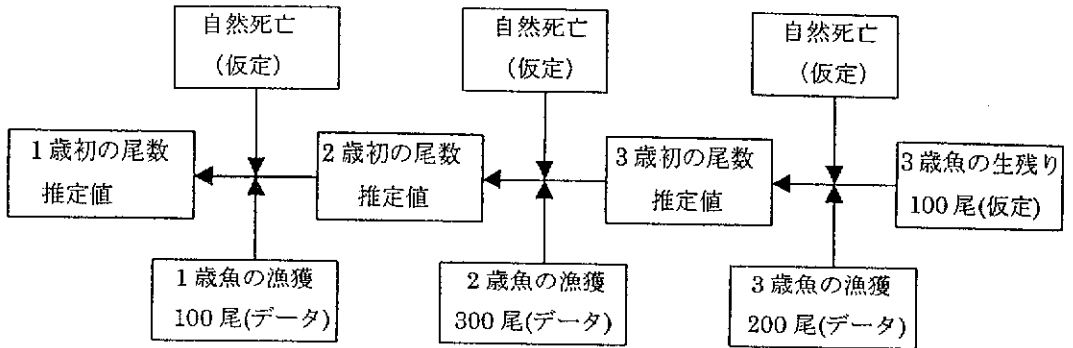 自然死亡
(仮定)
自然死亡
(仮定)
自然死亡
(仮定)
1歳初の尾数
推定値
2歳初の尾数
推定値
3歳初の尾数
推定値
3歳魚の生残り
100尾(仮定)
1歳魚の漁獲
100尾(データ)
2歳魚の漁獲
300尾(データ)
3歳魚の漁獲
200尾(データ)